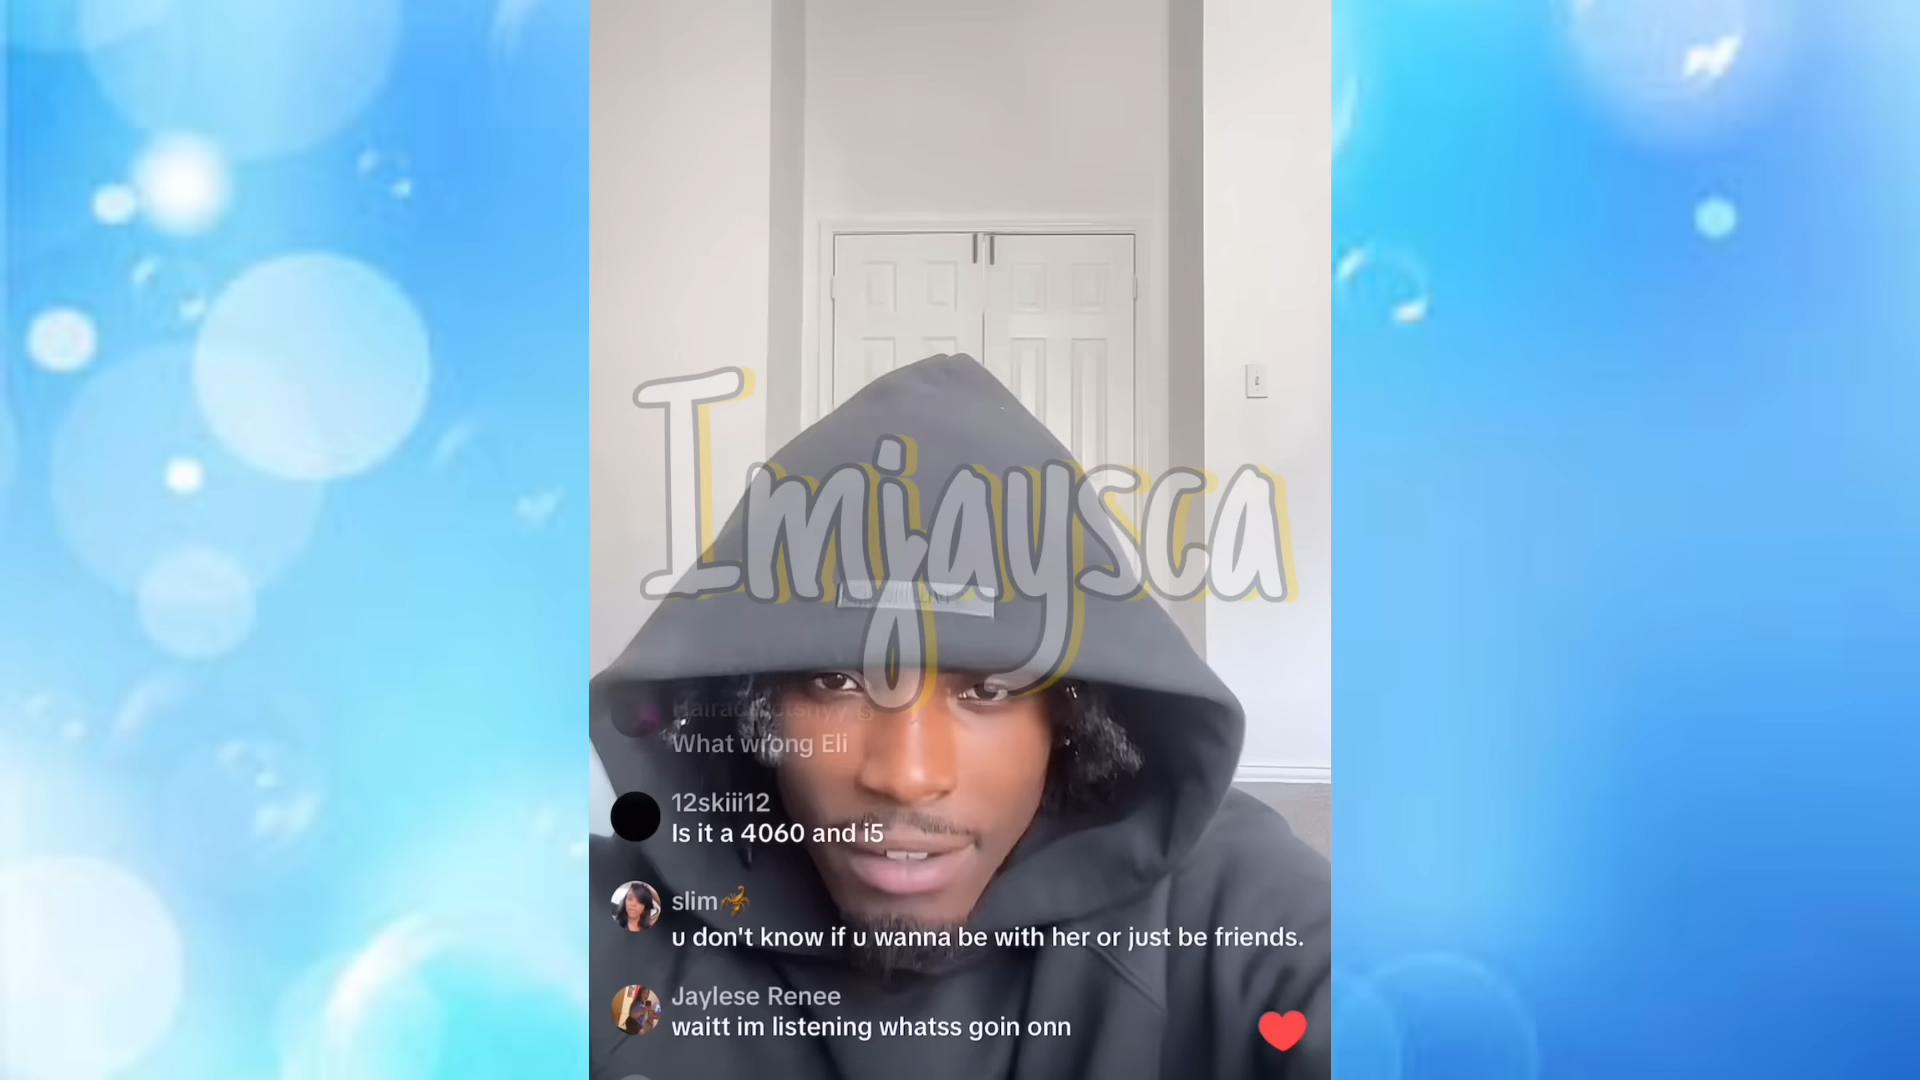 Imjaysca
What wrong Eli
12skiii12
Is it a 4060 and i5
slim🦂
u don't know if u wanna be with her or just be friends.
Jaylese Renee
waitt im listening whatss goin onn